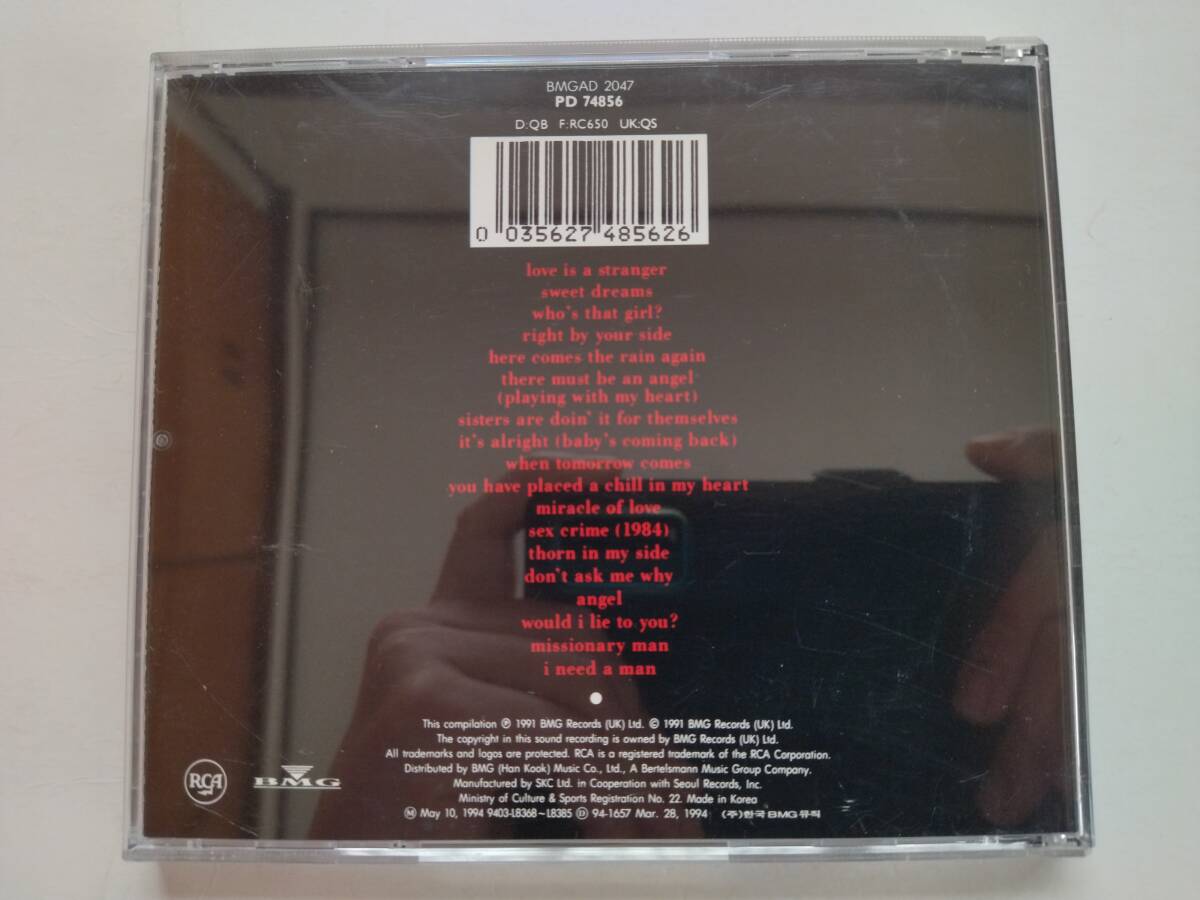 BMGAD 2047
PD 74856
D:QB F:RC650 UK:QS
0 035627 485626
love is a stranger
sweet dreams
who's that girl?
right by your side
here comes the rain again
there must be an angel
(playing with my heart)
sisters are doin' it for themselves
it's alright (baby's coming back)
when tomorrow comes
you have placed a chill in my heart
miracle of love
sex crime (1984)
thorn in my side
don't ask me why
angel
would i lie to you?
missionary man
i need a man
This compilation ℗ 1991 BMG Records (UK) Ltd. © 1991 BMG Records (UK) Ltd.
The copyright in this sound recording is owned by BMG Records (UK) Ltd.
All trademarks and logos are protected. RCA is a registered trademark of the RCA Corporation.
Distributed by BMG (Han Kook) Music Co., Ltd., A Bertelsmann Music Group Company.
Manufactured by SKC Ltd. in Cooperation with Seoul Records, Inc.
Ministry of Culture & Sports Registration No. 22. Made in Korea
Ⓜ May 10, 1994 9403-L8368~L8385 Ⓓ 94-1657 Mar. 28, 1994 (주)한국BMG뮤직
RCA
BMG